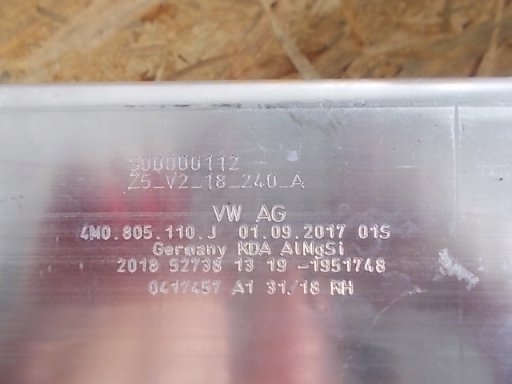 S00000112
Z5_V2_18_240_A
VW AG
4M0.805.110.J 01.09.2017 01S
Germany KDA AlMgSi
2018 52738 13 19 -1951748
0417457 A1 31/18 RH